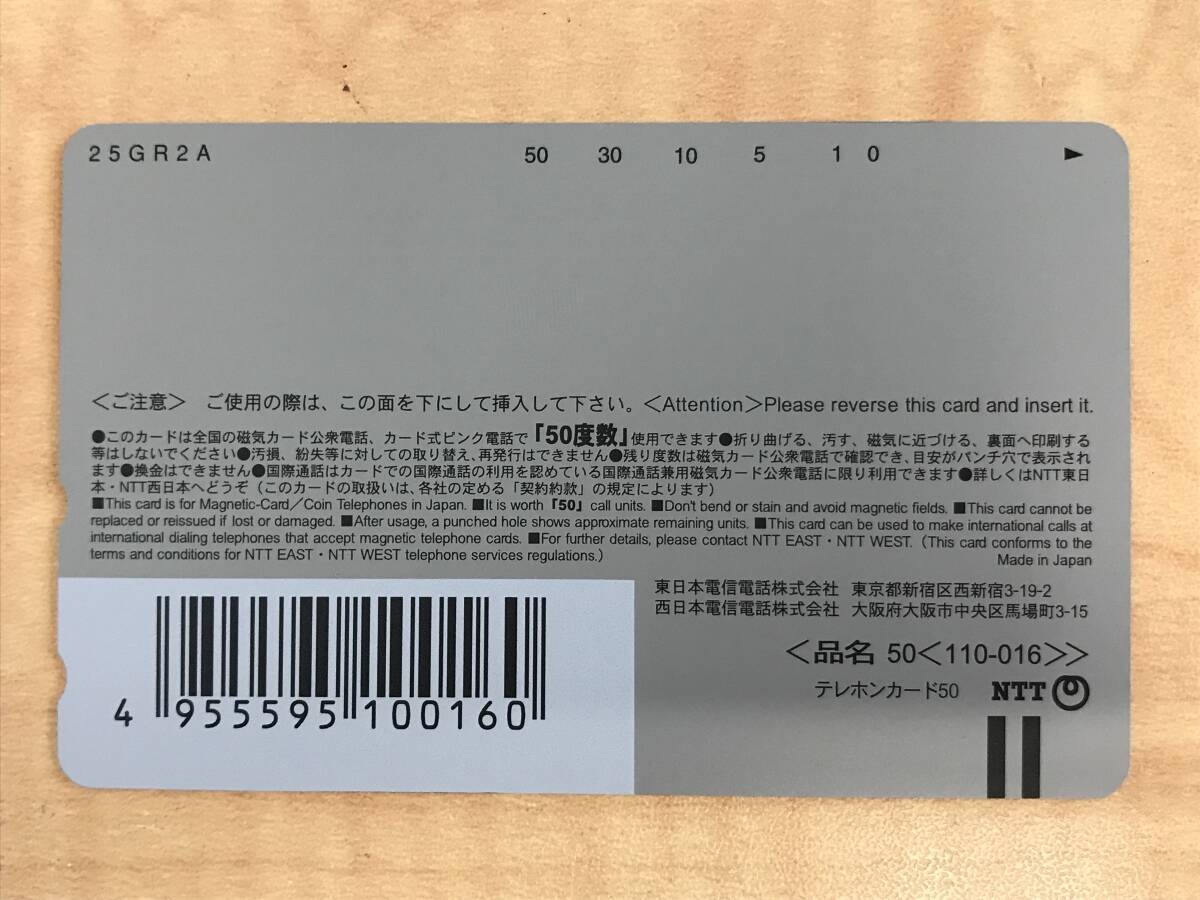 25GR2A 50 30 10 5 1 0 ►
＜ご注意＞ ご使用の際は、この面を下にして挿入して下さい。＜Attention＞Please reverse this card and insert it.
●このカードは全国の磁気カード公衆電話、カード式ピンク電話で『50度数』使用できます●折り曲げる、汚す、磁気に近づける、裏面へ印刷する
等はしないでください●汚損、紛失等に対しての取り替え、再発行はできません●残り度数は磁気カード公衆電話で確認でき、目安がパンチ穴で表示され
ます●換金はできません●国際通話はカードでの国際通話の利用を認めている国際通話兼用磁気カード公衆電話に限り利用できます●詳しくはNTT東日
本・NTT西日本へどうぞ（このカードの取扱いは、各社の定める「契約約款」の規定によります）
■This card is for Magnetic-Card／Coin Telephones in Japan. ■It is worth『50』call units. ■Don't bend or stain and avoid magnetic fields. ■This card cannot be
replaced or reissued if lost or damaged. ■After usage, a punched hole shows approximate remaining units. ■This card can be used to make international calls at
international dialing telephones that accept magnetic telephone cards. ■For further details, please contact NTT EAST・NTT WEST.（This card conforms to the
terms and conditions for NTT EAST・NTT WEST telephone services regulations.）
Made in Japan
東日本電信電話株式会社 東京都新宿区西新宿3-19-2
西日本電信電話株式会社 大阪府大阪市中央区馬場町3-15
＜品名 50＜110-016＞＞
テレホンカード50 NTT
4 955595 100160